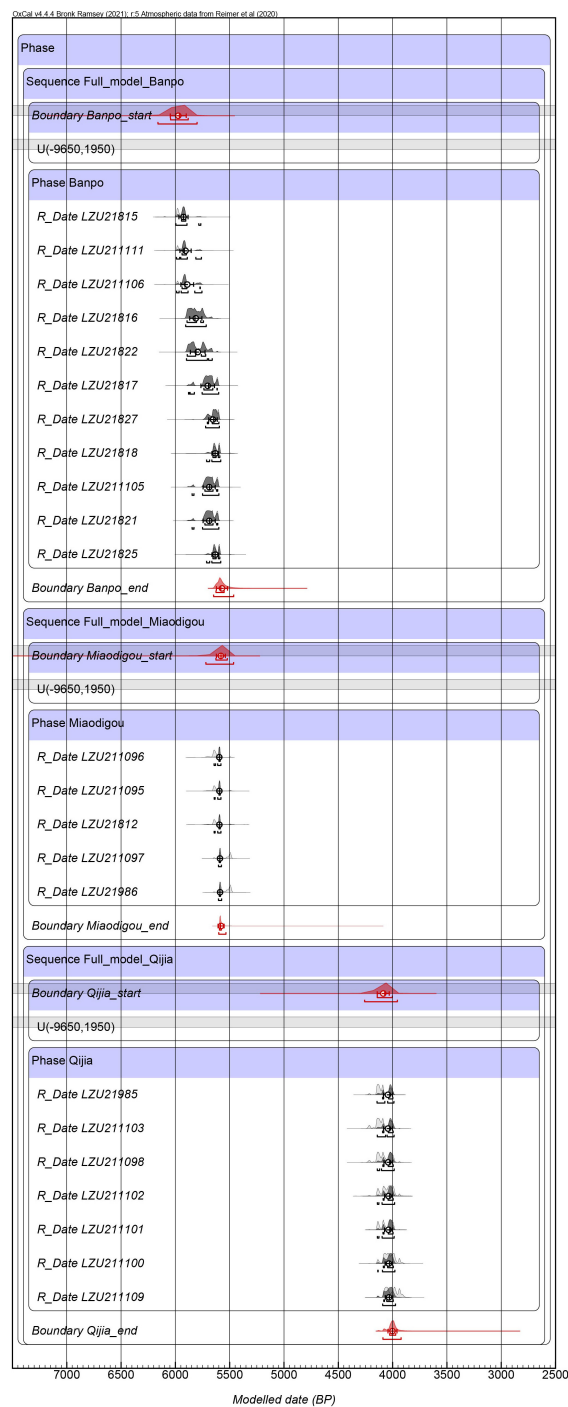 OxCal v4.4.4 Bronk Ramsey (2021); r:5 Atmospheric data from Reimer et al (2020)
Phase
Sequence Full_model_Banpo
Boundary Banpo_start
U(-9650,1950)
Phase Banpo
R_Date LZU21815
R_Date LZU211111
R_Date LZU211106
R_Date LZU21816
R_Date LZU21822
R_Date LZU21817
R_Date LZU21827
R_Date LZU21818
R_Date LZU211105
R_Date LZU21821
R_Date LZU21825
Boundary Banpo_end
Sequence Full_model_Miaodigou
Boundary Miaodigou_start
U(-9650,1950)
Phase Miaodigou
R_Date LZU211096
R_Date LZU211095
R_Date LZU21812
R_Date LZU211097
R_Date LZU21986
Boundary Miaodigou_end
Sequence Full_model_Qijia
Boundary Qijia_start
U(-9650,1950)
Phase Qijia
R_Date LZU21985
R_Date LZU211103
R_Date LZU211098
R_Date LZU211102
R_Date LZU211101
R_Date LZU211100
R_Date LZU211109
Boundary Qijia_end
7000 6500 6000 5500 5000 4500 4000 3500 3000 2500
Modelled date (BP)